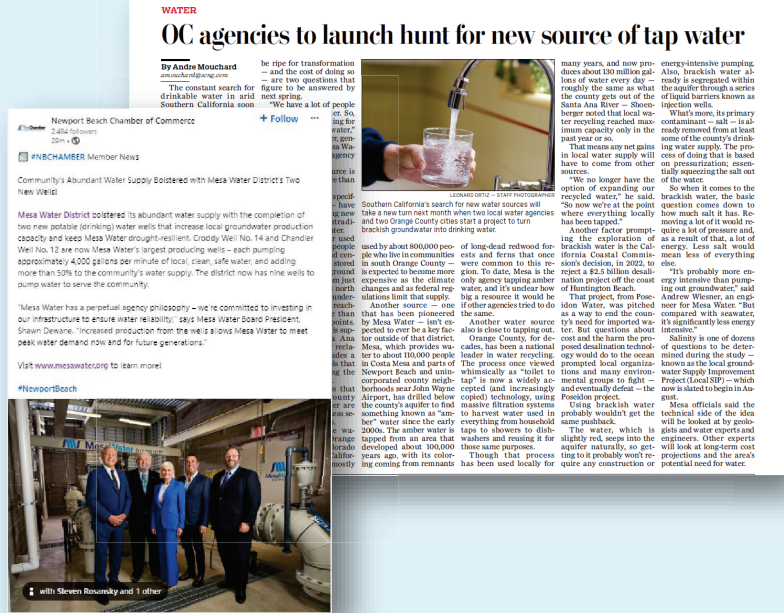 WATER
OC agencies to launch hunt for new source of tap water
By Andre Mouchard
amouchard@scng.com
The constant search for
drinkable water in arid
Southern California soon
be ripe for transformation
— and the cost of doing so
— are two questions that
figure to be answered by
next spring.
“We have a lot of people
LEONARD ORTIZ — STAFF PHOTOGRAPHER
Southern California's search for new water sources will
take a new turn next month when two local water agencies
and two Orange County cities start a project to turn
brackish groundwater into drinking water.
used by about 800,000 peo-
ple who live in communities
in south Orange County —
is expected to become more
expensive as the climate
changes and as federal reg-
ulations limit that supply.
Another source — one
that has been pioneered
by Mesa Water — isn't ex-
pected to ever be a key fac-
tor outside of that district.
Mesa, which provides wa-
ter to about 110,000 people
in Costa Mesa and parts of
Newport Beach and unin-
corporated county neigh-
borhoods near John Wayne
Airport, has drilled below
the county's aquifer to find
something known as “am-
ber” water since the early
2000s. The amber water is
tapped from an area that
developed about 100,000
years ago, with its color-
ing coming from remnants
of long-dead redwood for-
ests and ferns that once
were common to this re-
gion. To date, Mesa is the
only agency tapping amber
water, and it's unclear how
big a resource it would be
if other agencies tried to do
the same.
Another water source
also is close to tapping out.
Orange County, for de-
cades, has been a national
leader in water recycling.
The process once viewed
whimsically as “toilet to
tap” is now a widely ac-
cepted (and increasingly
copied) technology, using
massive filtration systems
to harvest water used in
everything from household
taps to showers to dish-
washers and reusing it for
those same purposes.
Though that process
has been used locally for
many years, and now pro-
duces about 130 million gal-
lons of water every day —
roughly the same as what
the county gets out of the
Santa Ana River — Shoen-
berger noted that local wa-
ter recycling reached max-
imum capacity only in the
past year or so.
That means any net gains
in local water supply will
have to come from other
sources.
“We no longer have the
option of expanding our
recycled water,” he said.
“So now we're at the point
where everything locally
has been tapped.”
Another factor prompt-
ing the exploration of
brackish water is the Cal-
ifornia Coastal Commis-
sion's decision, in 2022, to
reject a $2.5 billion desali-
nation project off the coast
of Huntington Beach.
That project, from Pose-
idon Water, was pitched
as a way to end the coun-
ty's need for imported wa-
ter. But questions about
cost and the harm the pro-
posed desalination technol-
ogy would do to the ocean
prompted local organiza-
tions and many environ-
mental groups to fight —
and eventually defeat — the
Poseidon project.
Using brackish water
probably wouldn't get the
same pushback.
The water, which is
slightly red, seeps into the
aquifer naturally, so get-
ting to it probably won't re-
quire any construction or
energy-intensive pumping.
Also, brackish water al-
ready is segregated within
the aquifer through a series
of liquid barriers known as
injection wells.
What's more, its primary
contaminant — salt — is al-
ready removed from at least
some of the county's drink-
ing water supply. The pro-
cess of doing that is based
on pressurization; essen-
tially squeezing the salt out
of the water.
So when it comes to the
brackish water, the basic
question comes down to
how much salt it has. Re-
moving a lot of it would re-
quire a lot of pressure and,
as a result of that, a lot of
energy. Less salt would
mean less of everything
else.
“It's probably more en-
ergy intensive than pump-
ing out groundwater,” said
Andrew Wiesner, an engi-
neer for Mesa Water. “But
compared with seawater,
it's significantly less energy
intensive.”
Salinity is one of dozens
of questions to be deter-
mined during the study —
known as the local ground-
water Supply Improvement
Project (Local SIP) — which
now is slated to begin in Au-
gust.
Mesa officials said the
technical side of the idea
will be looked at by geolo-
gists and water experts and
engineers. Other experts
will look at long-term cost
projections and the area's
potential need for water.
Newport Beach Chamber of Commerce
2,494 followers
29m •
+ Follow ···
#NBCHAMBER Member News
Community's Abundant Water Supply Bolstered with Mesa Water District's Two
New Wells!
Mesa Water District bolstered its abundant water supply with the completion of
two new potable (drinking) water wells that increase local groundwater production
capacity and keep Mesa Water drought-resilient. Croddy Well No. 14 and Chandler
Well No. 12 are now Mesa Water's largest producing wells – each pumping
approximately 4,000 gallons per minute of local, clean, safe water, and adding
more than 50% to the community's water supply. The district now has nine wells to
pump water to serve the community.
“Mesa Water has a perpetual agency philosophy – we're committed to investing in
our infrastructure to ensure water reliability,” says Mesa Water Board President,
Shawn Dewane. “Increased production from the wells allows Mesa Water to meet
peak water demand now and for future generations.”
Visit www.mesawater.org to learn more!
#NewportBeach
Mesa Water District
with Steven Rosansky and 1 other